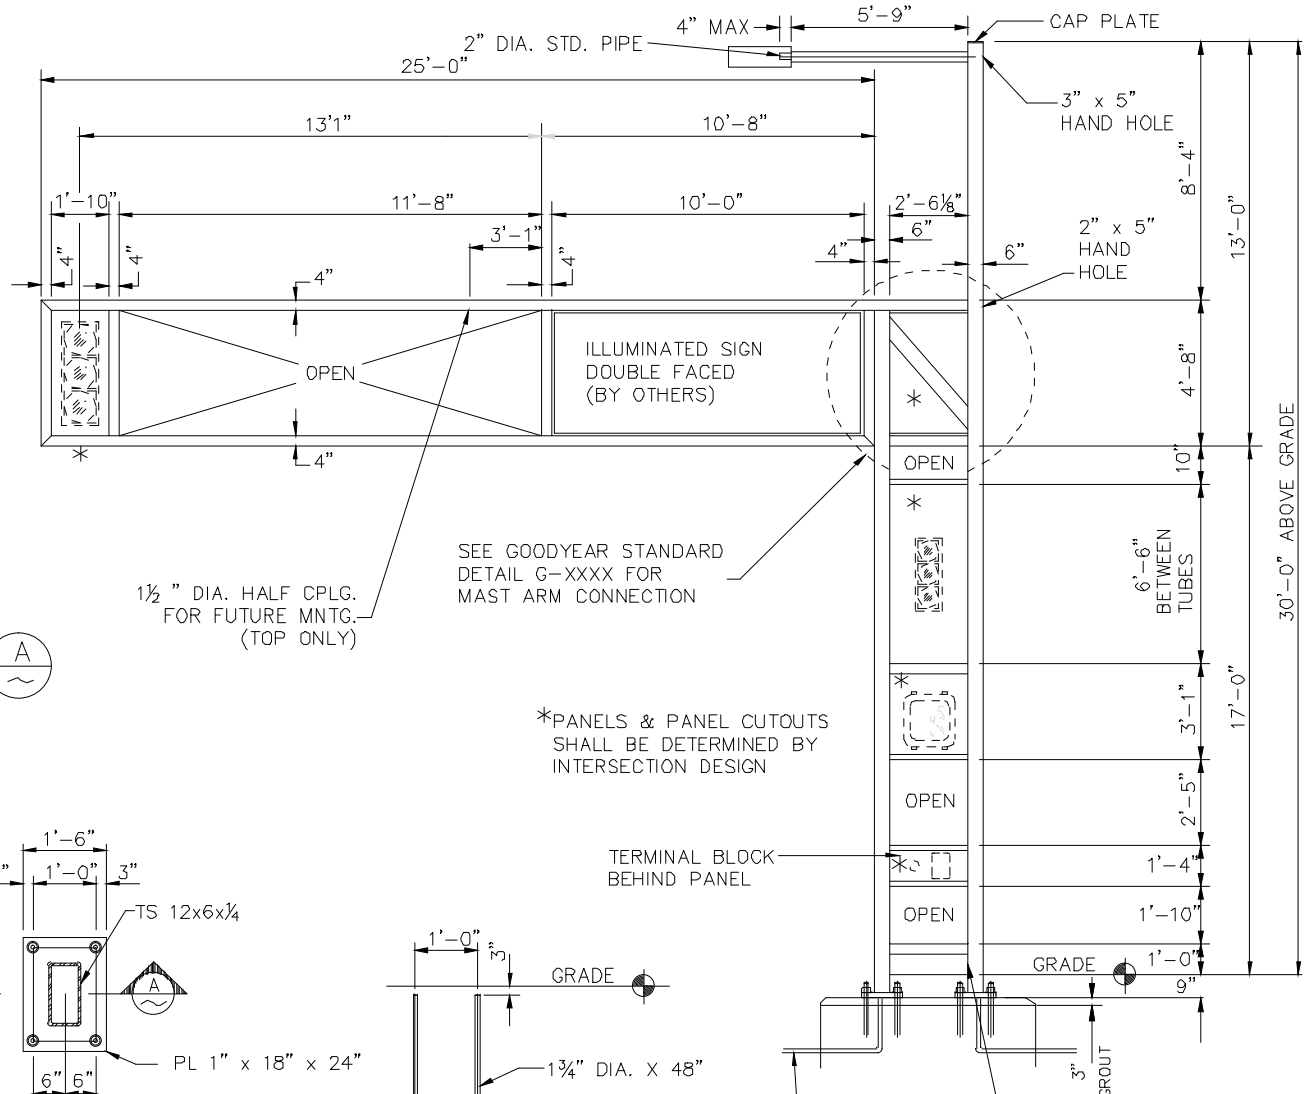 5'-9"
4" MAX
CAP PLATE
2" DIA. STD. PIPE
25'-0"
3" x 5"
HAND HOLE
13'1"
10'-8"
8'-4"
13'-0"
1'-10"
11'-8"
10'-0"
2'-6⅛"
3'-1"
6"
2" x 5"
HAND
HOLE
4"
4"
4"
4"
6"
4"
ILLUMINATED SIGN
DOUBLE FACED
(BY OTHERS)
OPEN
*
4'-8"
*
4"
OPEN
10"
30'-0" ABOVE GRADE
*
SEE GOODYEAR STANDARD
DETAIL G-XXXX FOR
MAST ARM CONNECTION
6'-6"
BETWEEN
TUBES
1½ " DIA. HALF CPLG.
FOR FUTURE MNTG.
(TOP ONLY)
A
*
3'-1"
17'-0"
*PANELS & PANEL CUTOUTS
SHALL BE DETERMINED BY
INTERSECTION DESIGN
OPEN
2'-5"
1'-6"
TERMINAL BLOCK
BEHIND PANEL
*
1'-4"
"
1'-0"
3"
TS 12x6x¼
OPEN
1'-10"
1'-0"
3"
GRADE
GRADE
1'-0"
A
9"
PL 1" x 18" x 24"
1¾" DIA. X 48"
3"
GROUT
6"
6"